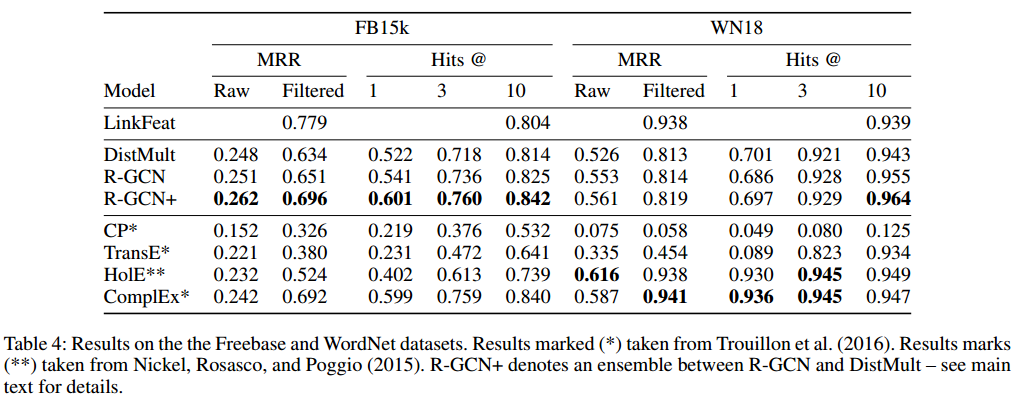 FB15k WN18
MRR Hits @ MRR Hits @
Model Raw Filtered 1 3 10 Raw Filtered 1 3 10
LinkFeat 0.779 0.804 0.938 0.939
DistMult 0.248 0.634 0.522 0.718 0.814 0.526 0.813 0.701 0.921 0.943
R-GCN 0.251 0.651 0.541 0.736 0.825 0.553 0.814 0.686 0.928 0.955
R-GCN+ 0.262 0.696 0.601 0.760 0.842 0.561 0.819 0.697 0.929 0.964
CP* 0.152 0.326 0.219 0.376 0.532 0.075 0.058 0.049 0.080 0.125
TransE* 0.221 0.380 0.231 0.472 0.641 0.335 0.454 0.089 0.823 0.934
HolE** 0.232 0.524 0.402 0.613 0.739 0.616 0.938 0.930 0.945 0.949
ComplEx* 0.242 0.692 0.599 0.759 0.840 0.587 0.941 0.936 0.945 0.947
Table 4: Results on the the Freebase and WordNet datasets. Results marked (*) taken from Trouillon et al. (2016). Results marks
(**) taken from Nickel, Rosasco, and Poggio (2015). R-GCN+ denotes an ensemble between R-GCN and DistMult – see main
text for details.